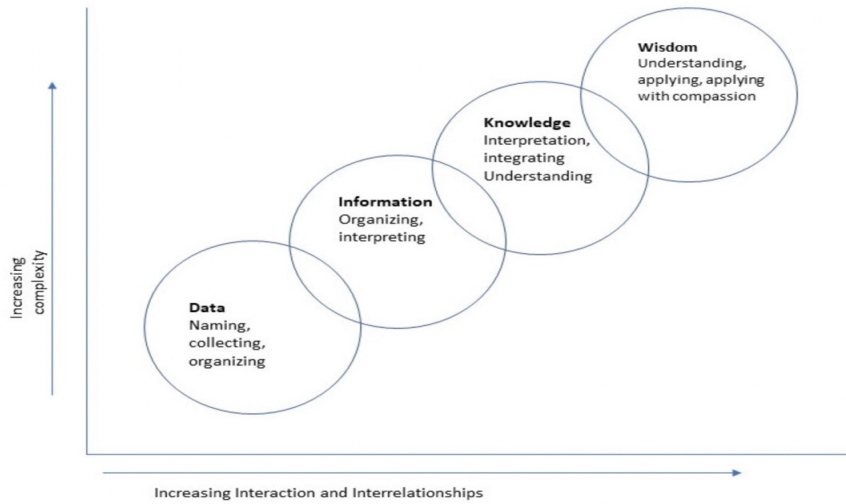 Wisdom
Understanding,
applying, applying
with compassion
Knowledge
Interpretation,
integrating
Understanding
Information
Organizing,
interpreting
Data
Naming,
collecting,
organizing
Increasing
complexity
Increasing Interaction and Interrelationships